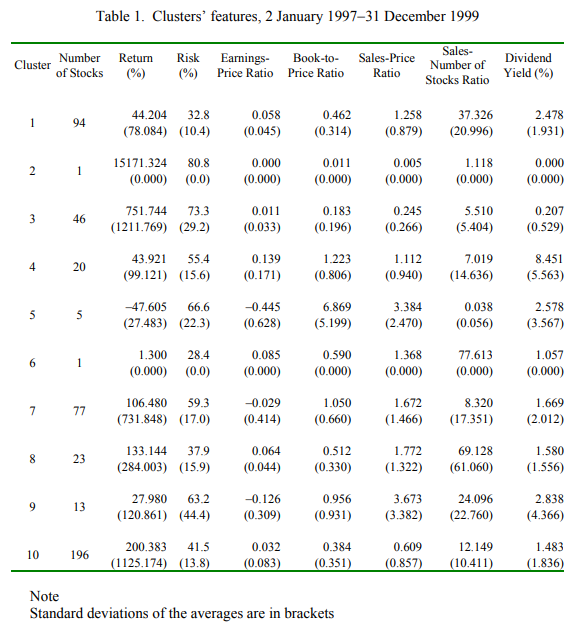 Table 1. Clusters’ features, 2 January 1997–31 December 1999
Cluster Number of Stocks Return (%) Risk (%) Earnings-Price Ratio Book-to-Price Ratio Sales-Price Ratio Sales-Number of Stocks Ratio Dividend Yield (%)
1 94 44.204 32.8 0.058 0.462 1.258 37.326 2.478
(78.084) (10.4) (0.045) (0.314) (0.879) (20.996) (1.931)
2 1 15171.324 80.8 0.000 0.011 0.005 1.118 0.000
(0.000) (0.0) (0.000) (0.000) (0.000) (0.000) (0.000)
3 46 751.744 73.3 0.011 0.183 0.245 5.510 0.207
(1211.769) (29.2) (0.033) (0.196) (0.266) (5.404) (0.529)
4 20 43.921 55.4 0.139 1.223 1.112 7.019 8.451
(99.121) (15.6) (0.171) (0.806) (0.940) (14.636) (5.563)
5 5 –47.605 66.6 –0.445 6.869 3.384 0.038 2.578
(27.483) (22.3) (0.628) (5.199) (2.470) (0.056) (3.567)
6 1 1.300 28.4 0.085 0.590 1.368 77.613 1.057
(0.000) (0.0) (0.000) (0.000) (0.000) (0.000) (0.000)
7 77 106.480 59.3 –0.029 1.050 1.672 8.320 1.669
(731.848) (17.0) (0.414) (0.660) (1.466) (17.351) (2.012)
8 23 133.144 37.9 0.064 0.512 1.772 69.128 1.580
(284.003) (15.9) (0.044) (0.330) (1.322) (61.060) (1.556)
9 13 27.980 63.2 –0.126 0.956 3.673 24.096 2.838
(120.861) (44.4) (0.309) (0.931) (3.382) (22.760) (4.366)
10 196 200.383 41.5 0.032 0.384 0.609 12.149 1.483
(1125.174) (13.8) (0.083) (0.351) (0.857) (10.411) (1.836)
Note
Standard deviations of the averages are in brackets